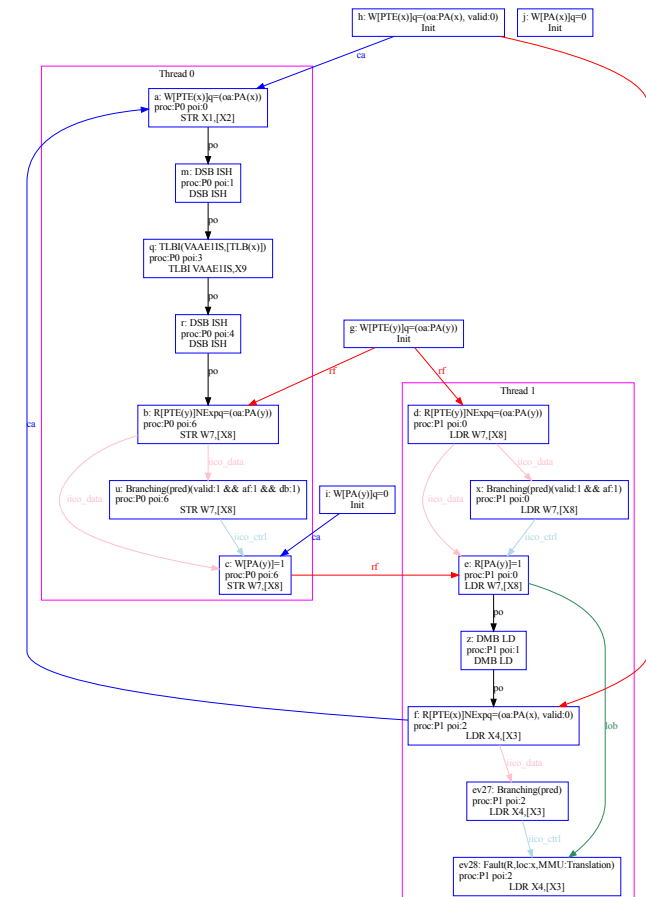 h: W[PTE(x)]q=(oa:PA(x), valid:0)
Init
j: W[PA(x)]q=0
Init
ca
Thread 0
a: W[PTE(x)]q=(oa:PA(x))
proc:P0 poi:0
STR X1,[X2]
po
m: DSB ISH
proc:P0 poi:1
DSB ISH
po
q: TLBI(VAAE1IS,[TLB(x)])
proc:P0 poi:3
TLBI VAAE1IS,X9
po
r: DSB ISH
proc:P0 poi:4
DSB ISH
po
g: W[PTE(y)]q=(oa:PA(y))
Init
rf
rf
Thread 1
b: R[PTE(y)]NExpq=(oa:PA(y))
proc:P0 poi:6
STR W7,[X8]
d: R[PTE(y)]NExpq=(oa:PA(y))
proc:P1 poi:0
LDR W7,[X8]
ca
iico_data
iico_data
iico_data
iico_data
u: Branching(pred)(valid:1 && af:1 && db:1)
proc:P0 poi:6
STR W7,[X8]
i: W[PA(y)]q=0
Init
x: Branching(pred)(valid:1 && af:1)
proc:P1 poi:0
LDR W7,[X8]
iico_ctrl
ca
iico_ctrl
c: W[PA(y)]=1
proc:P0 poi:6
STR W7,[X8]
rf
e: R[PA(y)]=1
proc:P1 poi:0
LDR W7,[X8]
po
z: DMB LD
proc:P1 poi:1
DMB LD
po
f: R[PTE(x)]NExpq=(oa:PA(x), valid:0)
proc:P1 poi:2
LDR X4,[X3]
lob
iico_data
ev27: Branching(pred)
proc:P1 poi:2
LDR X4,[X3]
iico_ctrl
ev28: Fault(R,loc:x,MMU:Translation)
proc:P1 poi:2
LDR X4,[X3]